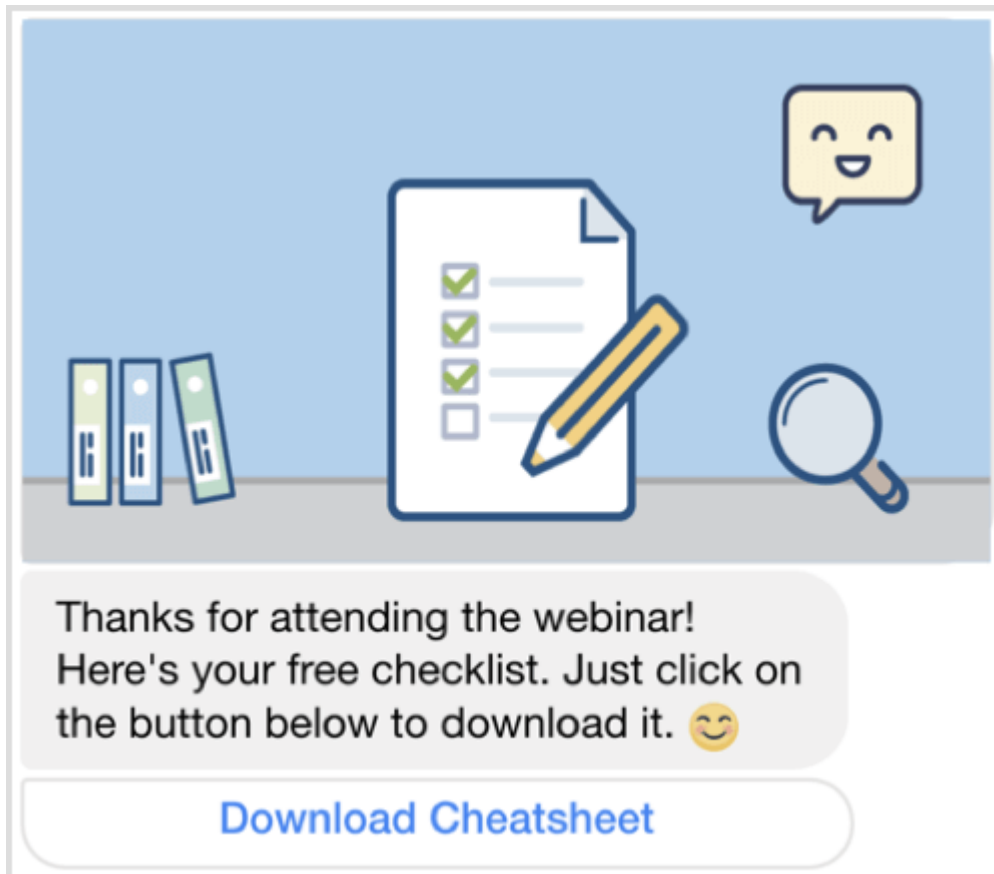 Thanks for attending the webinar!
Here's your free checklist. Just click on
the button below to download it. 😊
Download Cheatsheet